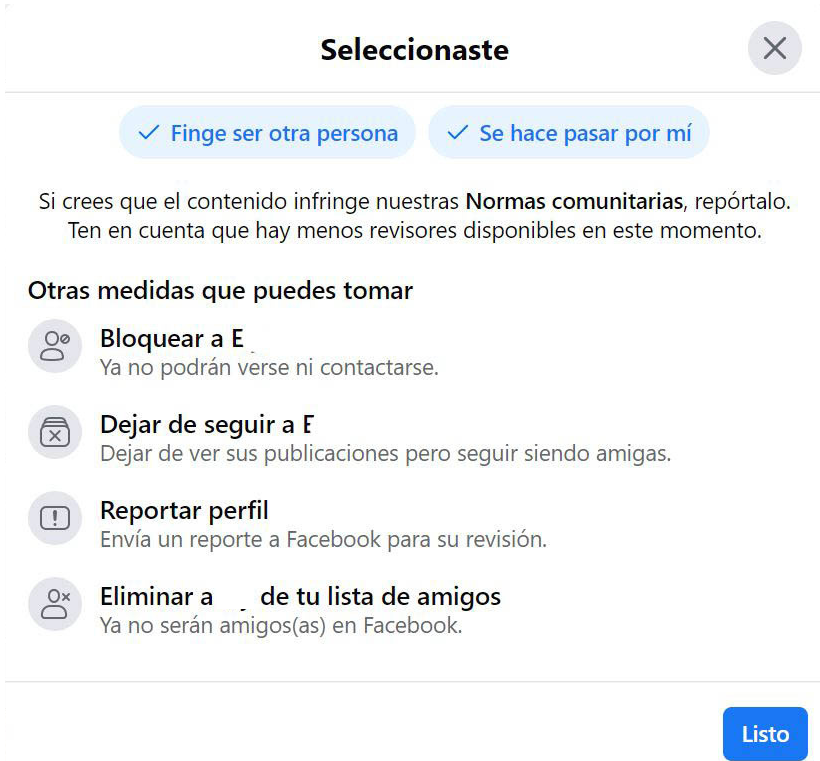 Seleccionaste
Finge ser otra persona
Se hace pasar por mí
Si crees que el contenido infringe nuestras Normas comunitarias, repórtalo.
Ten en cuenta que hay menos revisores disponibles en este momento.
Otras medidas que puedes tomar
Bloquear a E
Ya no podrán verse ni contactarse.
Dejar de seguir a
Dejar de ver sus publicaciones pero seguir siendo amigas.
Reportar perfil
Envía un reporte a Facebook para su revisión.
Eliminar a de tu lista de amigos
Ya no serán amigos(as) en Facebook.
Listo